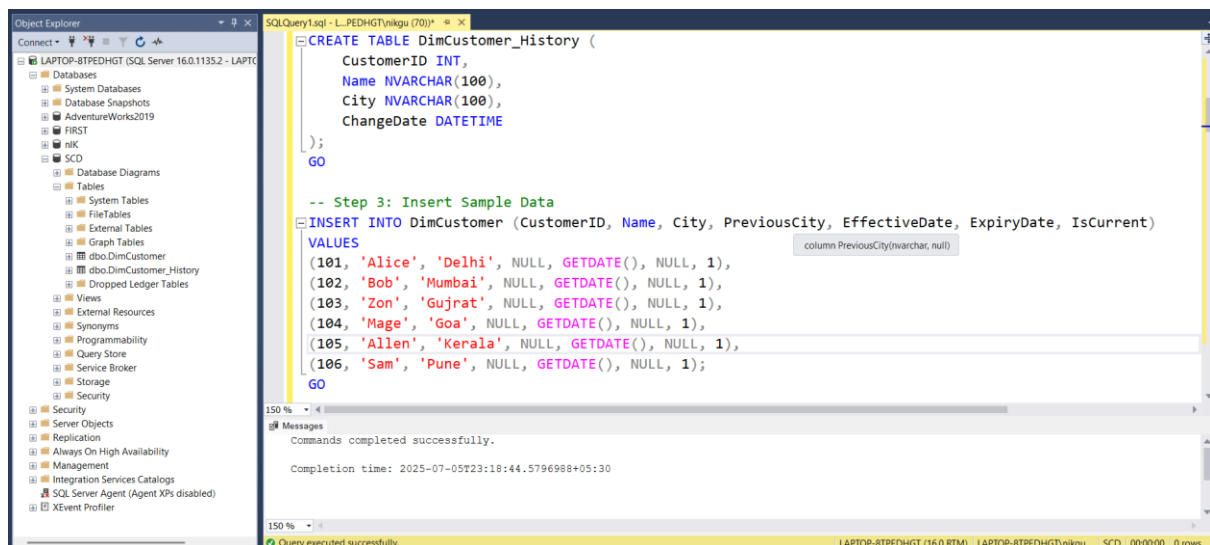 Object Explorer
Connect
LAPTOP-8TPEDHGT (SQL Server 16.0.1135.2 - LAPTO
Databases
System Databases
Database Snapshots
AdventureWorks2019
FIRST
nIK
SCD
Database Diagrams
Tables
System Tables
FileTables
External Tables
Graph Tables
dbo.DimCustomer
dbo.DimCustomer_History
Dropped Ledger Tables
Views
External Resources
Synonyms
Programmability
Query Store
Service Broker
Storage
Security
Security
Server Objects
Replication
Always On High Availability
Management
Integration Services Catalogs
SQL Server Agent (Agent XPs disabled)
XEvent Profiler
SQLQuery1.sql - L...PEDHGT\nikgu (70))*
CREATE TABLE DimCustomer_History (
CustomerID INT,
Name NVARCHAR(100),
City NVARCHAR(100),
ChangeDate DATETIME
);
GO
-- Step 3: Insert Sample Data
INSERT INTO DimCustomer (CustomerID, Name, City, PreviousCity, EffectiveDate, ExpiryDate, IsCurrent)
VALUES
column PreviousCity(nvarchar, null)
(101, 'Alice', 'Delhi', NULL, GETDATE(), NULL, 1),
(102, 'Bob', 'Mumbai', NULL, GETDATE(), NULL, 1),
(103, 'Zon', 'Gujrat', NULL, GETDATE(), NULL, 1),
(104, 'Mage', 'Goa', NULL, GETDATE(), NULL, 1),
(105, 'Allen', 'Kerala', NULL, GETDATE(), NULL, 1),
(106, 'Sam', 'Pune', NULL, GETDATE(), NULL, 1);
GO
150 %
Messages
Commands completed successfully.
Completion time: 2025-07-05T23:18:44.5796988+05:30
150 %
Query executed successfully.
LAPTOP-8TPEDHGT (16.0 RTM) LAPTOP-8TPEDHGT\nikgu SCD 00:00:00 0 rows